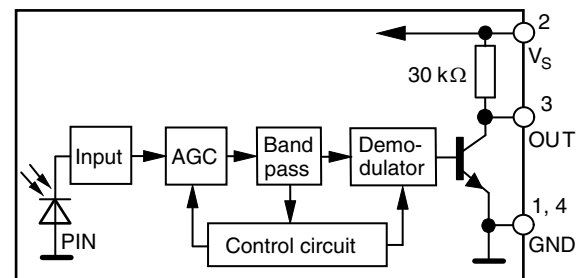 2
V_S
30 kΩ
3
OUT
Input
AGC
Band
pass
Demo-
dulator
1, 4
GND
PIN
Control circuit